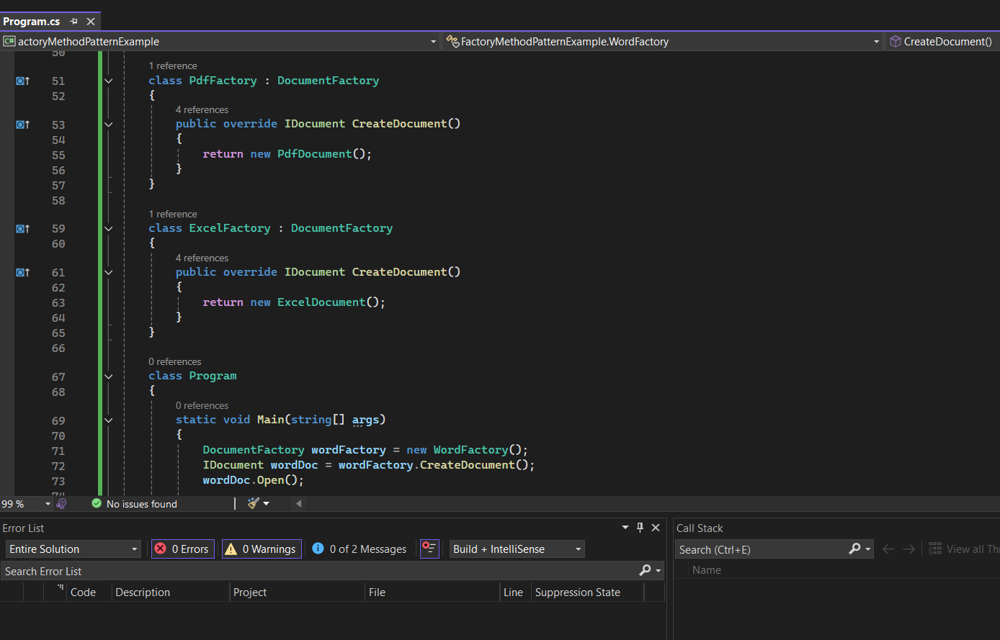 Program.cs
C# actoryMethodPatternExample
FactoryMethodPatternExample.WordFactory
CreateDocument()
50
1 reference
51 class PdfFactory : DocumentFactory
52 {
4 references
53 public override IDocument CreateDocument()
54 {
55 return new PdfDocument();
56 }
57 }
58
1 reference
59 class ExcelFactory : DocumentFactory
60 {
4 references
61 public override IDocument CreateDocument()
62 {
63 return new ExcelDocument();
64 }
65 }
66
0 references
67 class Program
68 {
0 references
69 static void Main(string[] args)
70 {
71 DocumentFactory wordFactory = new WordFactory();
72 IDocument wordDoc = wordFactory.CreateDocument();
73 wordDoc.Open();
99 %
No issues found
Error List
Entire Solution
0 Errors
0 Warnings
0 of 2 Messages
Build + IntelliSense
Search Error List
Code
Description
Project
File
Line
Suppression State
Call Stack
Search (Ctrl+E)
View all
Name